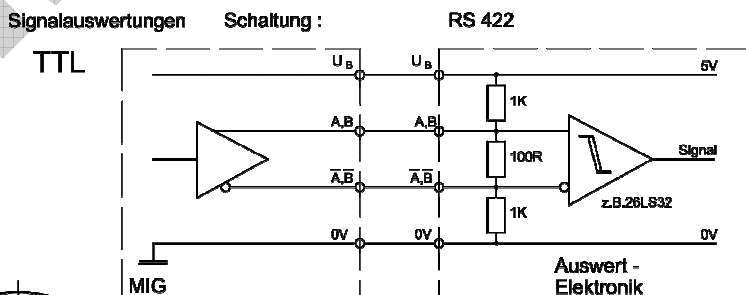 Signalauswertungen Schaltung : RS 422
TTL
U B U B 5V
1K
A,B A,B
100R Signal
A̅,B̅ A̅,B̅
z.B.26LS32
1K
0V 0V 0V
MIG
Auswert -
Elektronik